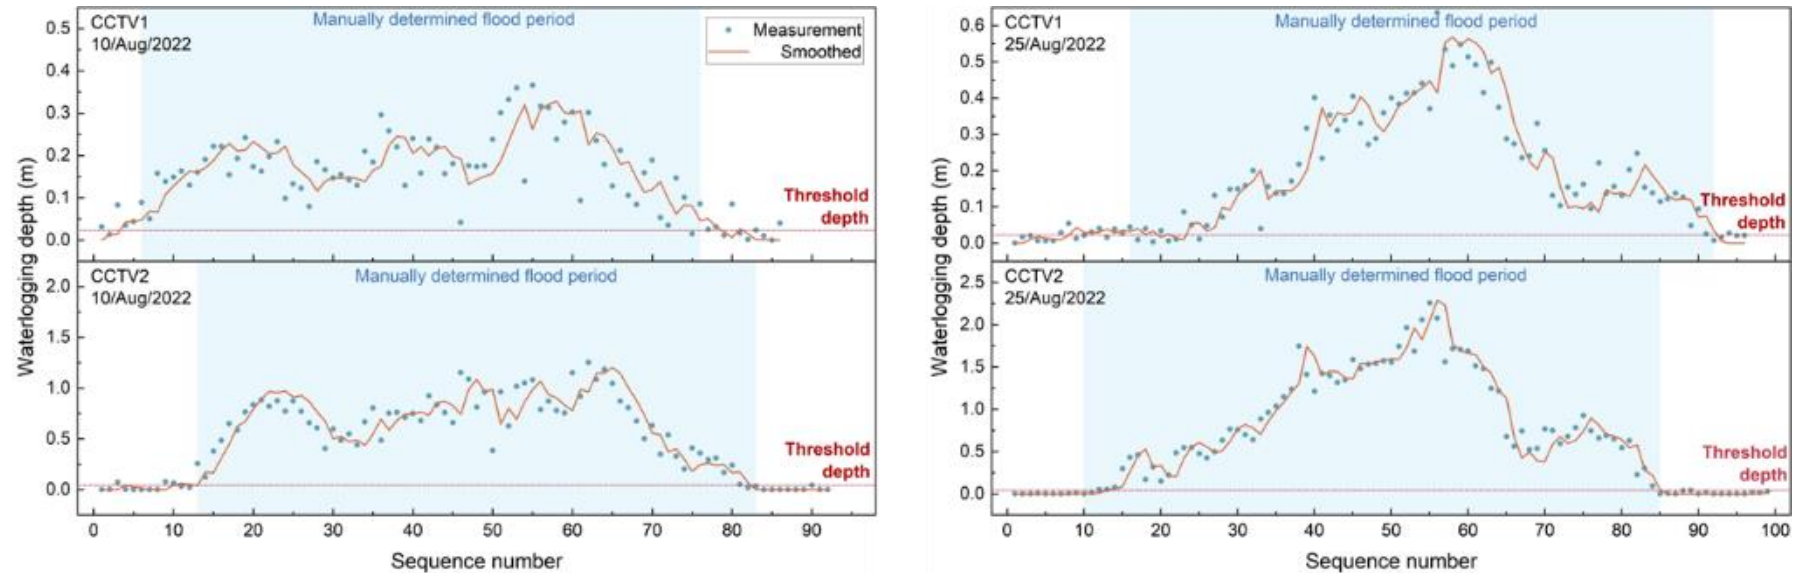 Manually determined flood period
CCTV1
10/Aug/2022
Measurement
Smoothed
0.5
0.4
0.3
0.2
0.1
0.0
Threshold
depth
Manually determined flood period
CCTV2
10/Aug/2022
2.0
1.5
1.0
0.5
0.0
Threshold
depth
0 10 20 30 40 50 60 70 80 90
Sequence number
Waterlogging depth (m)
Manually determined flood period
CCTV1
25/Aug/2022
0.6
0.5
0.4
0.3
0.2
0.1
0.0
Threshold
depth
Manually determined flood period
CCTV2
25/Aug/2022
2.5
2.0
1.5
1.0
0.5
0.0
Threshold
depth
0 10 20 30 40 50 60 70 80 90 100
Sequence number
Waterlogging depth (m)